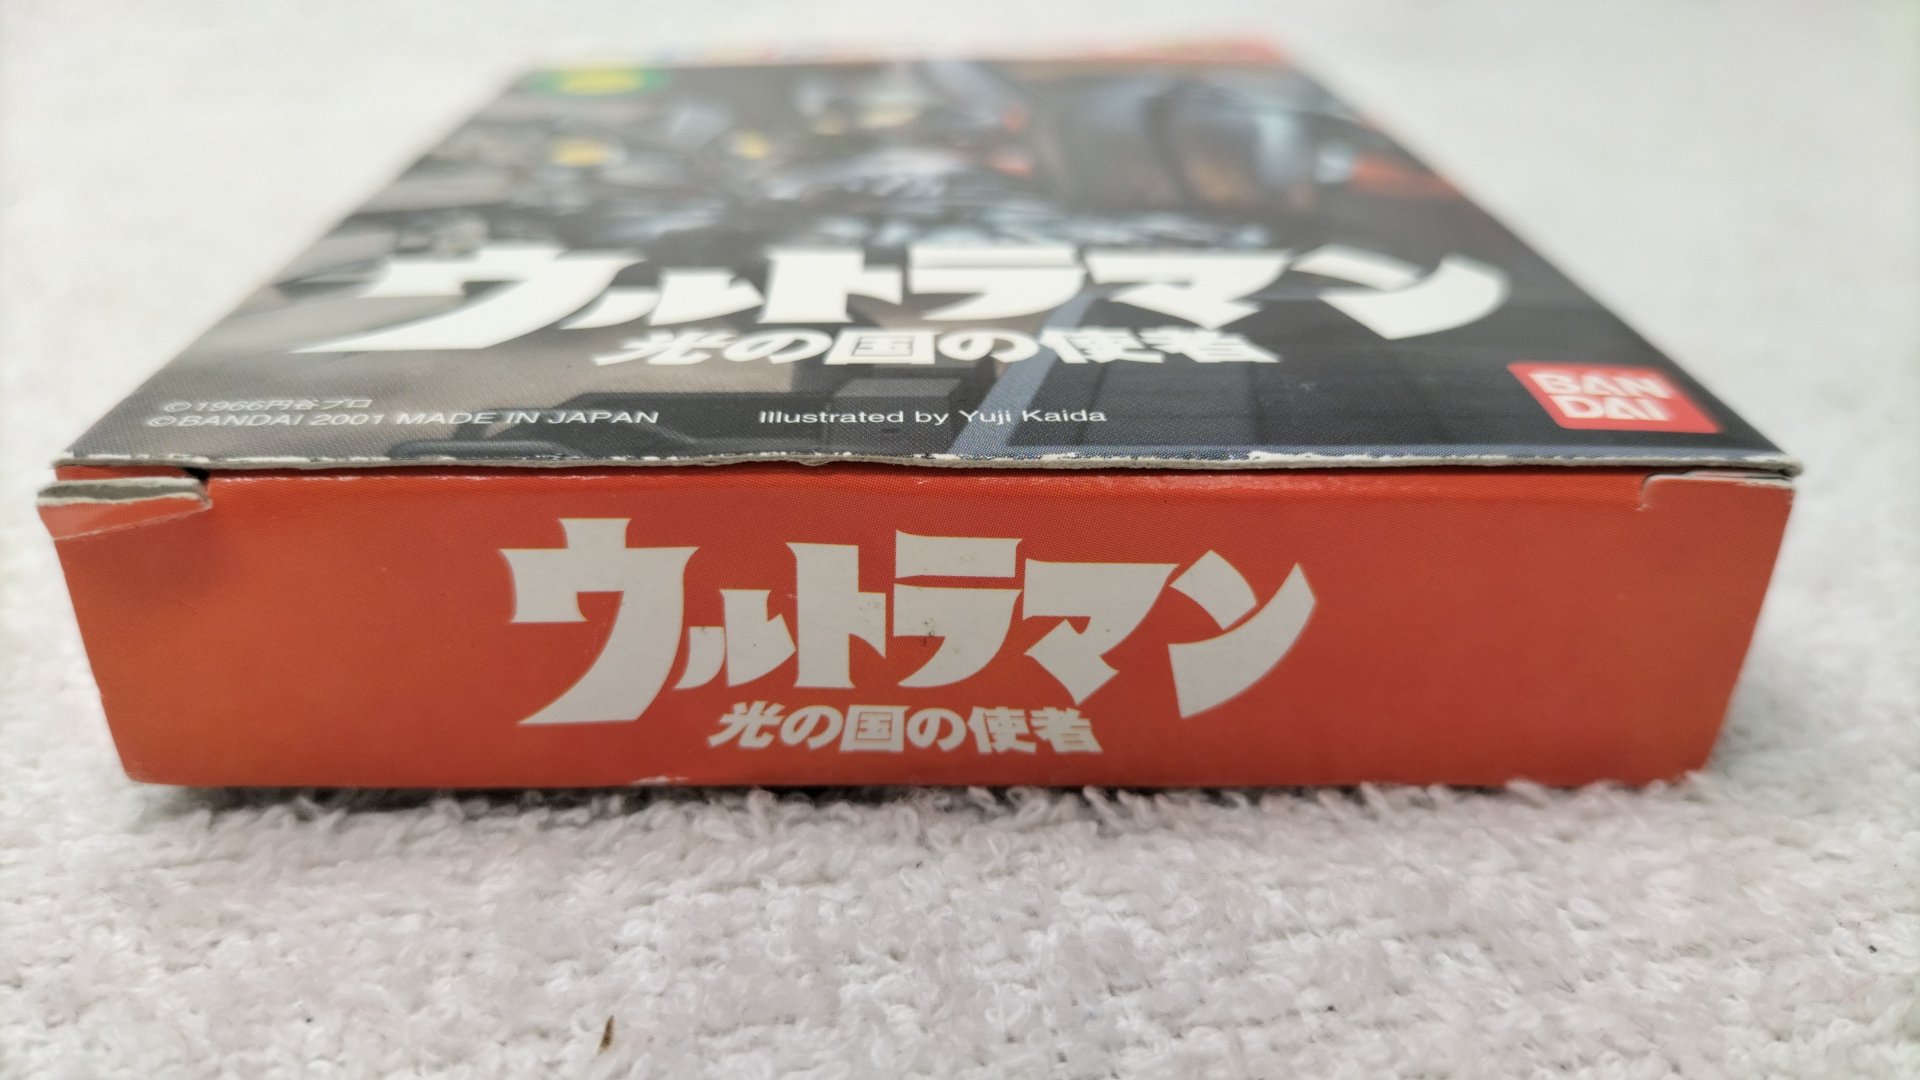 ウルトラマン
光の国の使者
©1966円谷プロ
©BANDAI 2001 MADE IN JAPAN
Illustrated by Yuji Kaida
BAN
DAI
ウルトラマン
光の国の使者